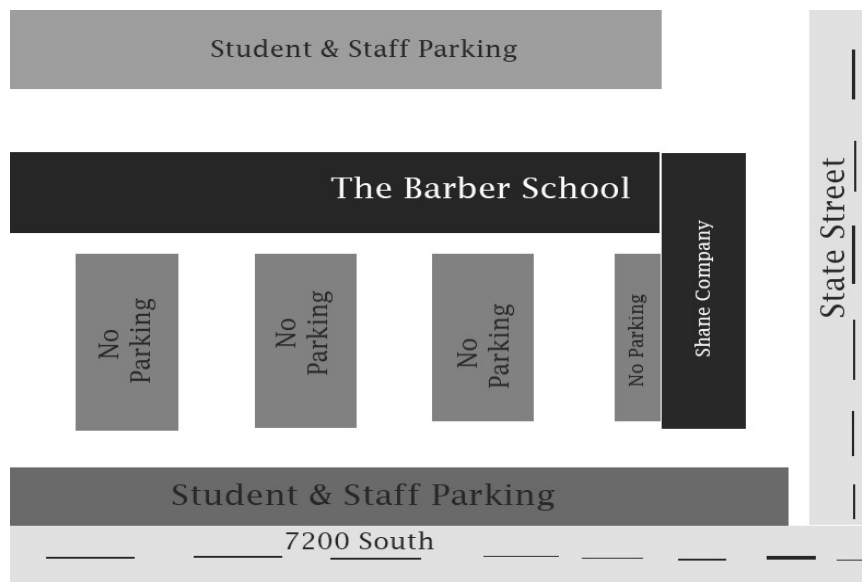 Student & Staff Parking
The Barber School
State Street
Shane Company
No
Parking
No
Parking
No
Parking
No Parking
Student & Staff Parking
7200 South